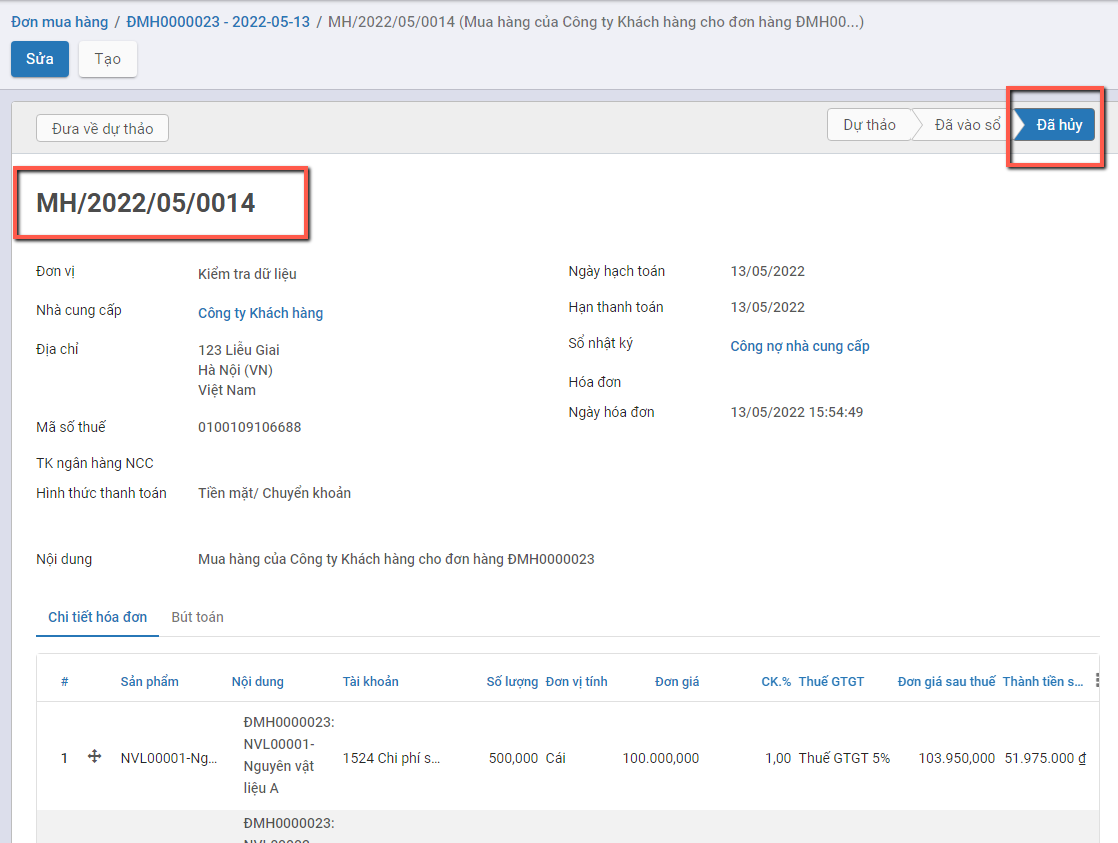 Đơn mua hàng / ĐMH0000023 - 2022-05-13 / MH/2022/05/0014 (Mua hàng của Công ty Khách hàng cho đơn hàng ĐMH00...)
Sửa Tạo
Đưa về dự thảo Dự thảo Đã vào sổ Đã hủy
MH/2022/05/0014
Đơn vị Kiểm tra dữ liệu Ngày hạch toán 13/05/2022
Nhà cung cấp Công ty Khách hàng Hạn thanh toán 13/05/2022
Địa chỉ 123 Liễu Giai Sổ nhật ký Công nợ nhà cung cấp
Hà Nội (VN)
Việt Nam Hóa đơn
Ngày hóa đơn 13/05/2022 15:54:49
Mã số thuế 0100109106688
TK ngân hàng NCC
Hình thức thanh toán Tiền mặt/ Chuyển khoản
Nội dung Mua hàng của Công ty Khách hàng cho đơn hàng ĐMH0000023
Chi tiết hóa đơn Bút toán
# Sản phẩm Nội dung Tài khoản Số lượng Đơn vị tính Đơn giá CK.% Thuế GTGT Đơn giá sau thuế Thành tiền s...
ĐMH0000023:
NVL00001-
1 NVL00001-Ng... Nguyên vật 1524 Chi phí s... 500,000 Cái 100.000,000 1,00 Thuế GTGT 5% 103.950,000 51.975.000 ₫
liệu A
ĐMH0000023: